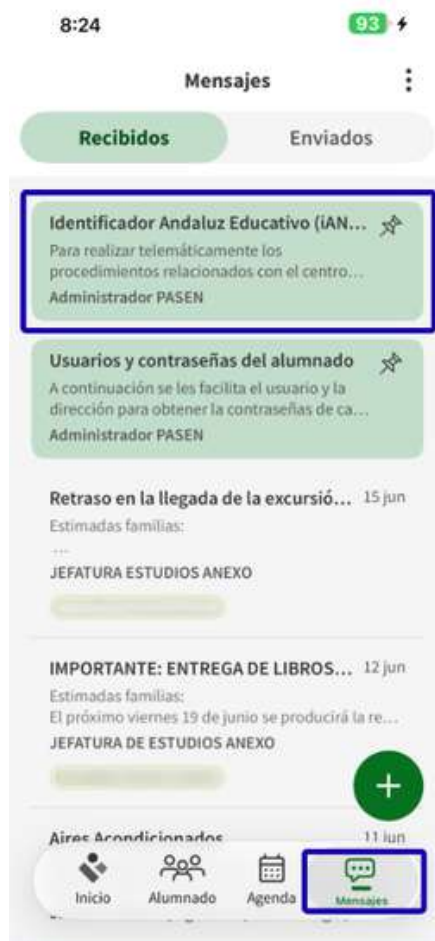 8:24
93
Mensajes
Recibidos
Enviados
Identificador Andaluz Educativo (iAN...
Para realizar telemáticamente los
procedimientos relacionados con el centro...
Administrador PASEN
Usuarios y contraseñas del alumnado
A continuación se les facilita el usuario y la
dirección para obtener la contraseñas de ca...
Administrador PASEN
Retraso en la llegada de la excursió... 15 jun
Estimadas familias:
...
JEFATURA ESTUDIOS ANEXO
IMPORTANTE: ENTREGA DE LIBROS... 12 jun
Estimadas familias:
El próximo viernes 19 de junio se producirá la re...
JEFATURA DE ESTUDIOS ANEXO
Aires Acondicionados 11 jun
Inicio
Alumnado
Agenda
Mensajes